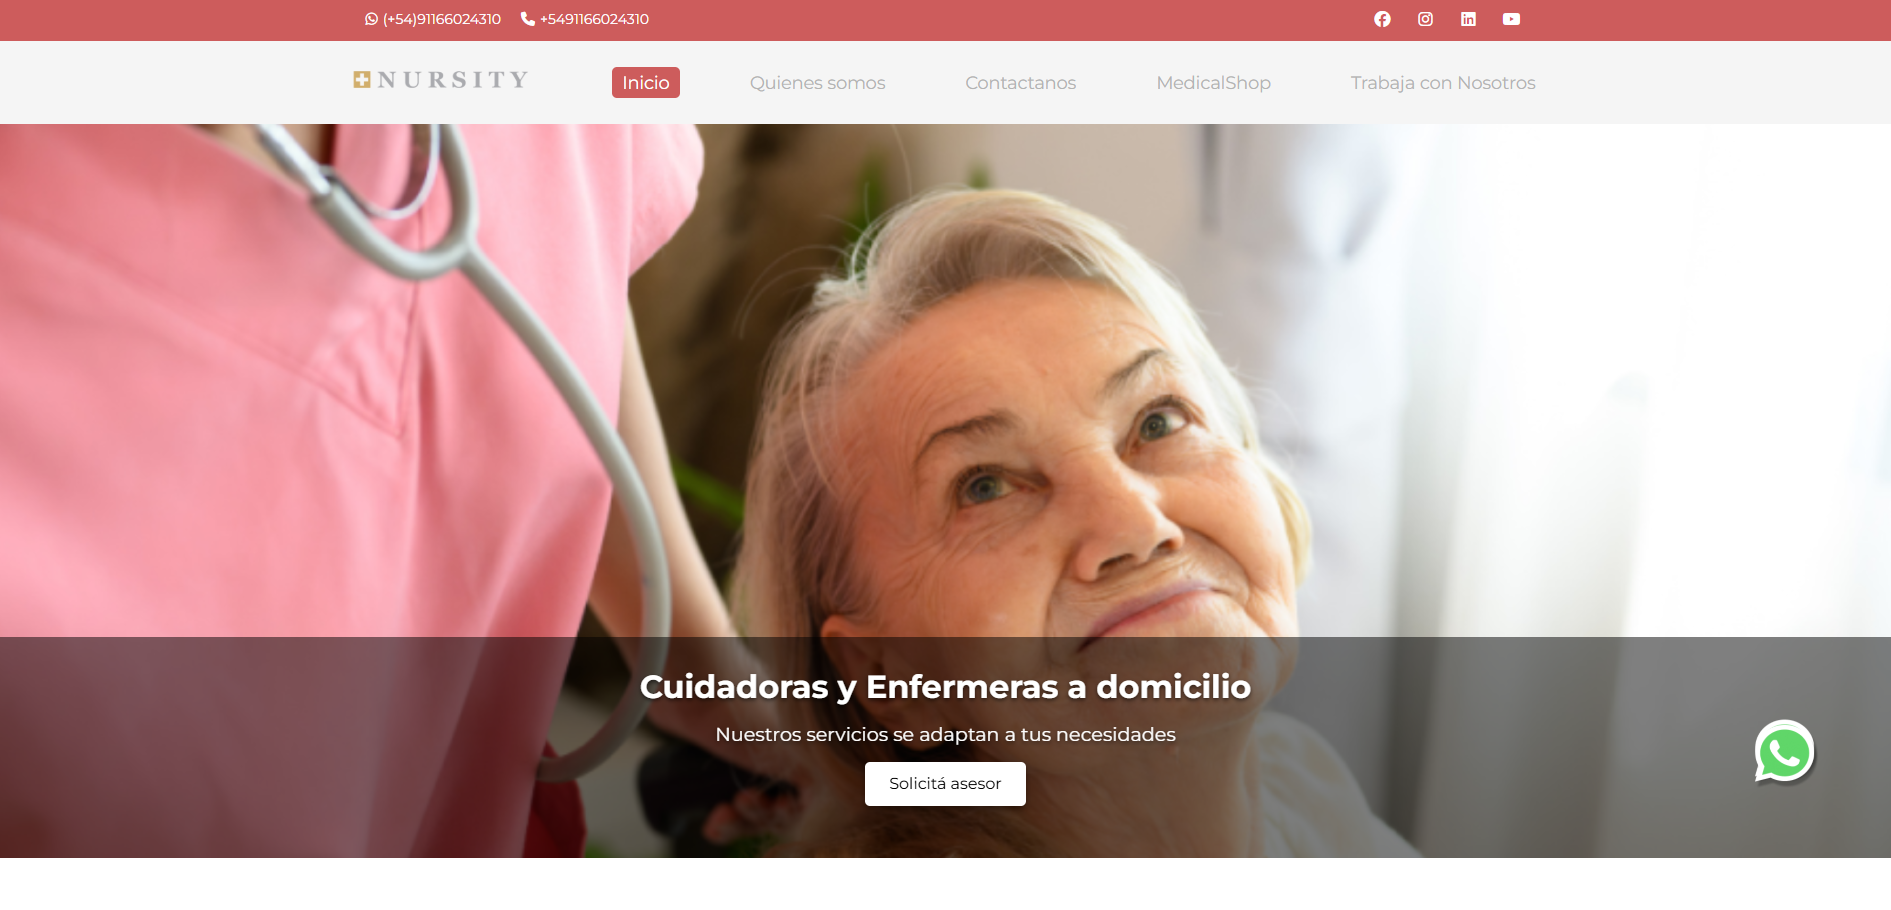 (+54)91166024310 +5491166024310
NURSITY Inicio Quienes somos Contactanos MedicalShop Trabaja con Nosotros
Cuidadoras y Enfermeras a domicilio
Nuestros servicios se adaptan a tus necesidades
Solicitá asesor